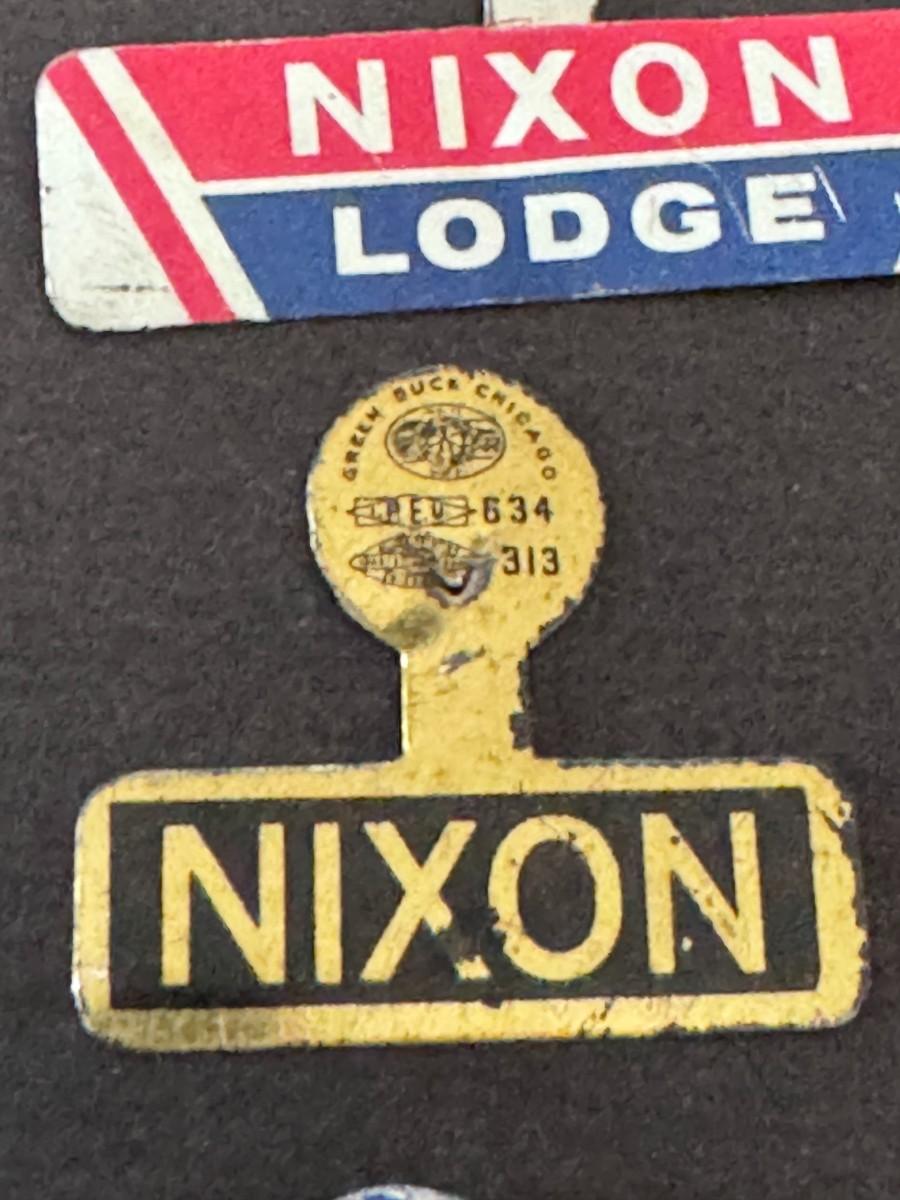 NIXON
LODGE
GREEN DUCK CHICAGO
I.P.E.U. 634
313
NIXON